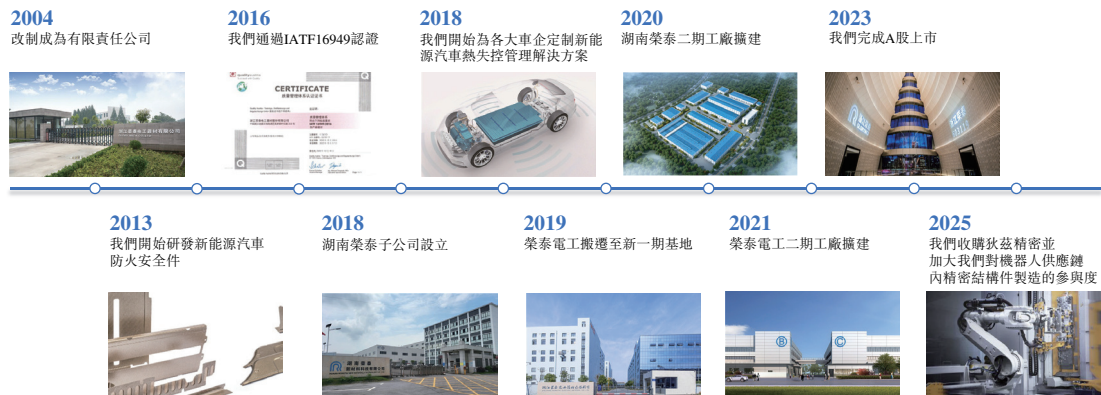 2004
改制成為有限責任公司
2016
我們通過IATF16949認證
CERTIFICATE
2018
我們開始為各大車企定制新能
源汽車熱失控管理解決方案
2020
湖南榮泰二期工廠擴建
2023
我們完成A股上市
2013
我們開始研發新能源汽車
防火安全件
2018
湖南榮泰子公司設立
2019
榮泰電工搬遷至新一期基地
2021
榮泰電工二期工廠擴建
B
C
2025
我們收購狄茲精密並
加大我們對機器人供應鏈
內精密結構件製造的參與度